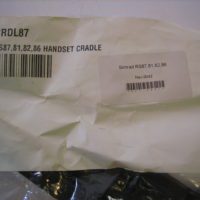 RDL87
S87,81,82,86 HANDSET CRADLE
Simrad RS87, 81, 82, 86